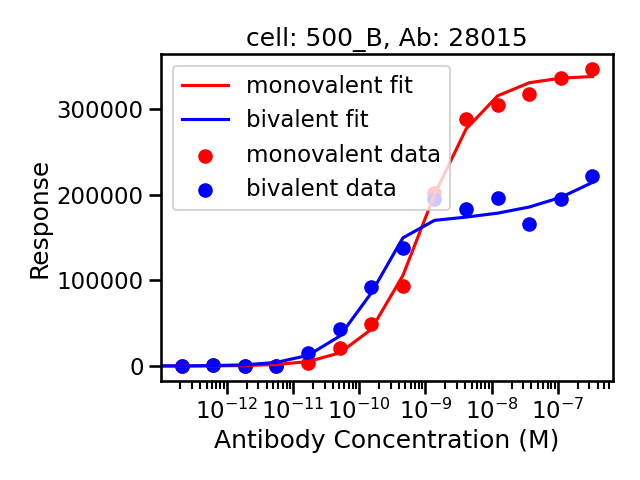 cell: 500_B, Ab: 28015
monovalent fit
bivalent fit
monovalent data
bivalent data
Response
300000
200000
100000
0
10⁻¹² 10⁻¹¹ 10⁻¹⁰ 10⁻⁹ 10⁻⁸ 10⁻⁷
Antibody Concentration (M)